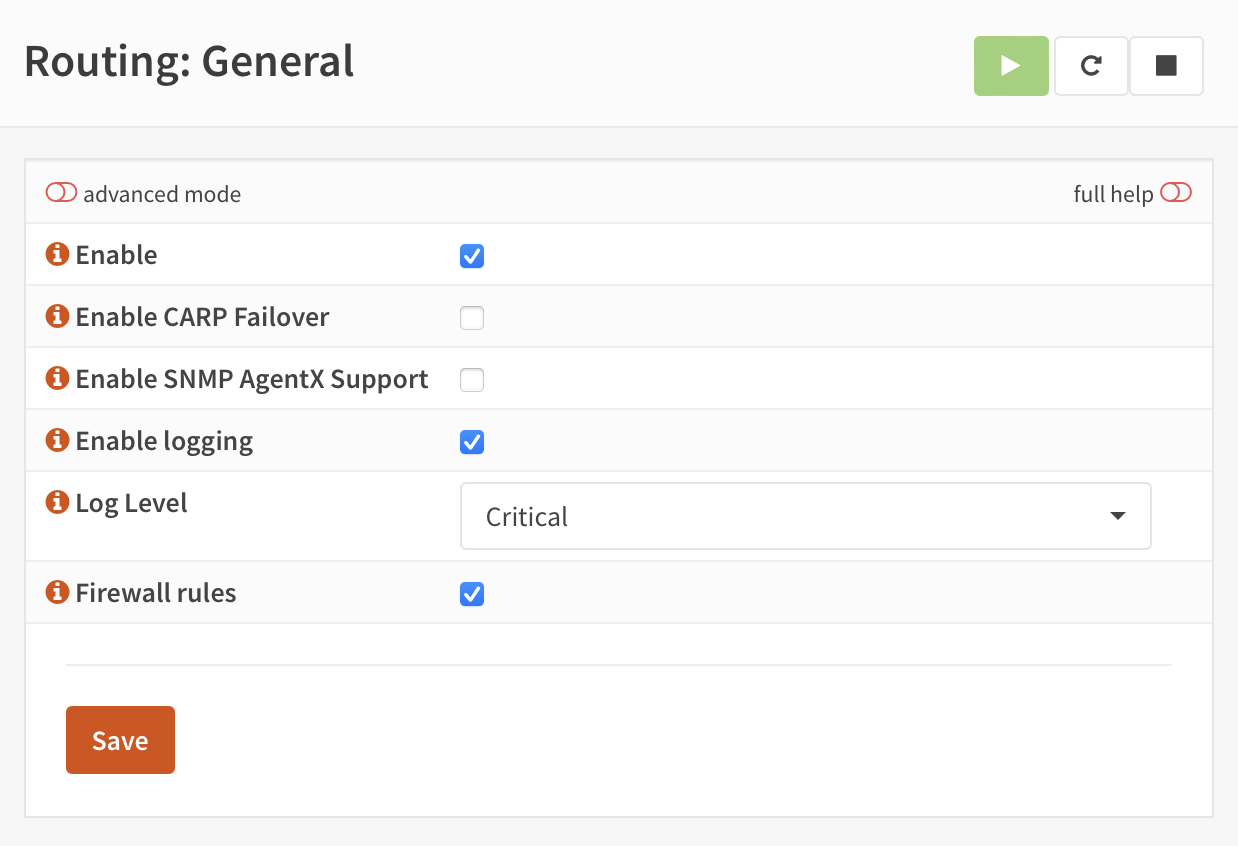 Routing: General
advanced mode
full help
Enable
Enable CARP Failover
Enable SNMP AgentX Support
Enable logging
Log Level
Critical
Firewall rules
Save